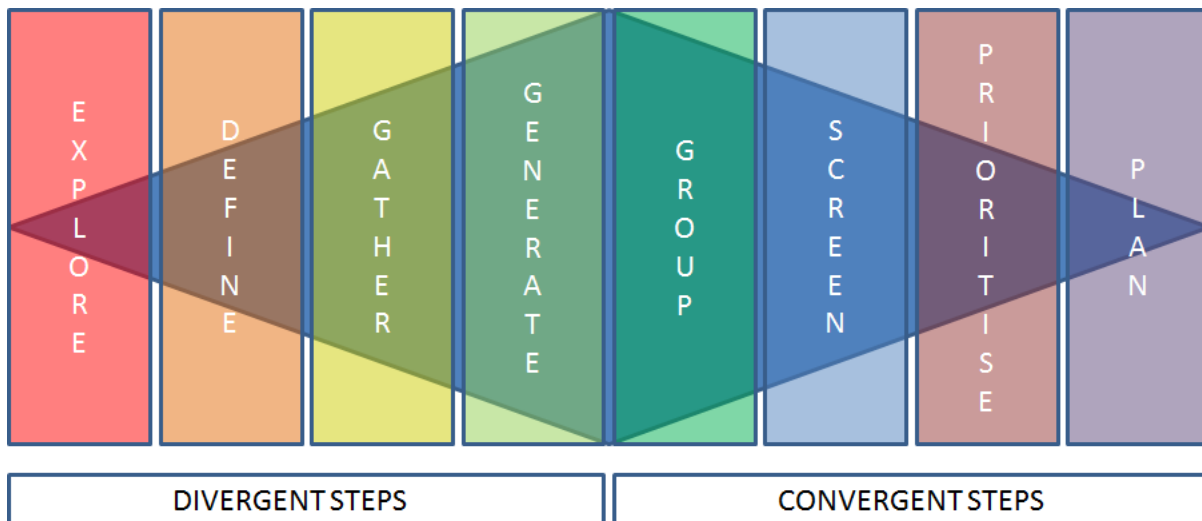 EXPLORE
DEFINE
GATHER
GENERATE
GROUP
SCREEN
PRIORITISE
PLAN
DIVERGENT STEPS
CONVERGENT STEPS